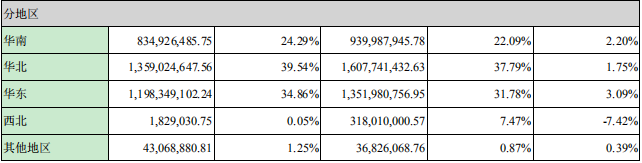 分地区
华南 834,926,485.75 24.29% 939,987,945.78 22.09% 2.20%
华北 1,359,024,647.56 39.54% 1,607,741,432.63 37.79% 1.75%
华东 1,198,349,102.24 34.86% 1,351,980,756.95 31.78% 3.09%
西北 1,829,030.75 0.05% 318,010,000.57 7.47% -7.42%
其他地区 43,068,880.81 1.25% 36,826,068.76 0.87% 0.39%